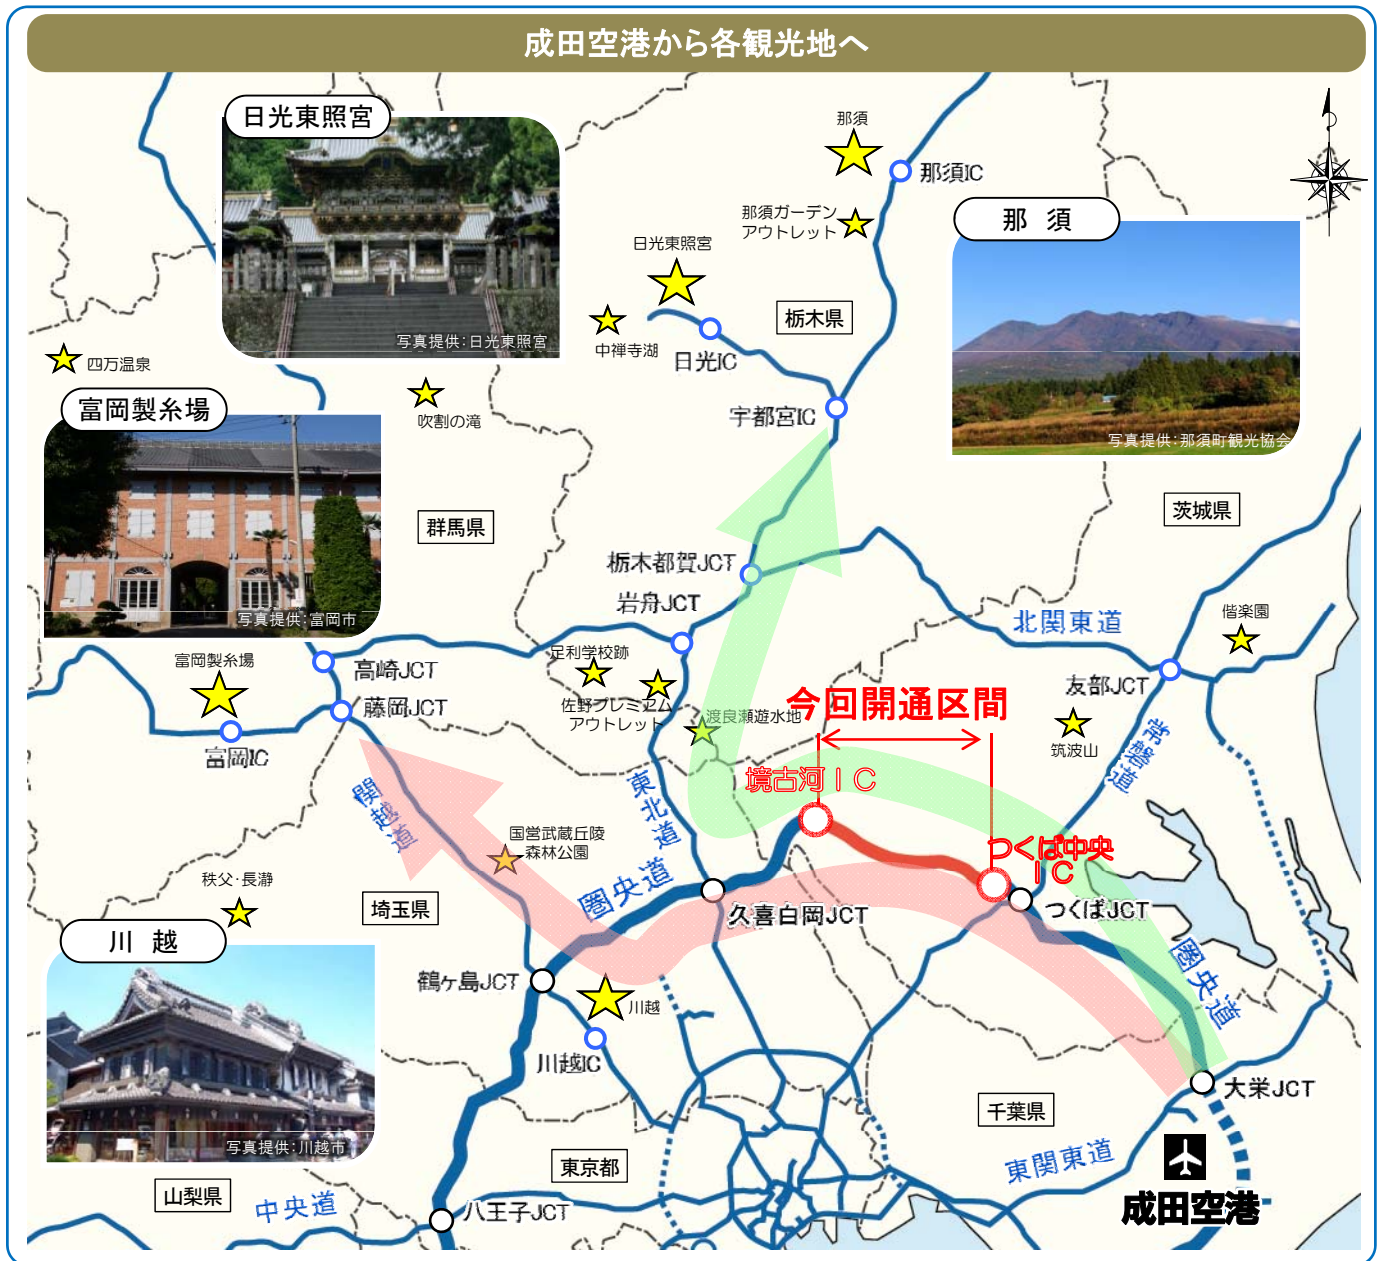 成田空港から各観光地へ
日光東照宮
写真提供:日光東照宮
那須
那須IC
那須ガーデン
アウトレット
那 須
写真提供:那須町観光協会
日光東照宮
中禅寺湖
日光IC
栃木県
宇都宮IC
四万温泉
吹割の滝
富岡製糸場
写真提供:富岡市
群馬県
茨城県
栃木都賀JCT
岩舟JCT
北関東道
偕楽園
友部JCT
筑波山
常磐道
富岡製糸場
富岡IC
高崎JCT
藤岡JCT
足利学校跡
佐野プレミアム
アウトレット
渡良瀬遊水地
今回開通区間
境古河IC
つくば中央
IC
つくばJCT
関越道
東北道
国営武蔵丘陵
森林公園
圏央道
久喜白岡JCT
秩父・長瀞
埼玉県
川 越
写真提供:川越市
鶴ヶ島JCT
川越
川越IC
圏央道
大栄JCT
千葉県
東関東道
成田空港
東京都
山梨県
中央道
八王子JCT